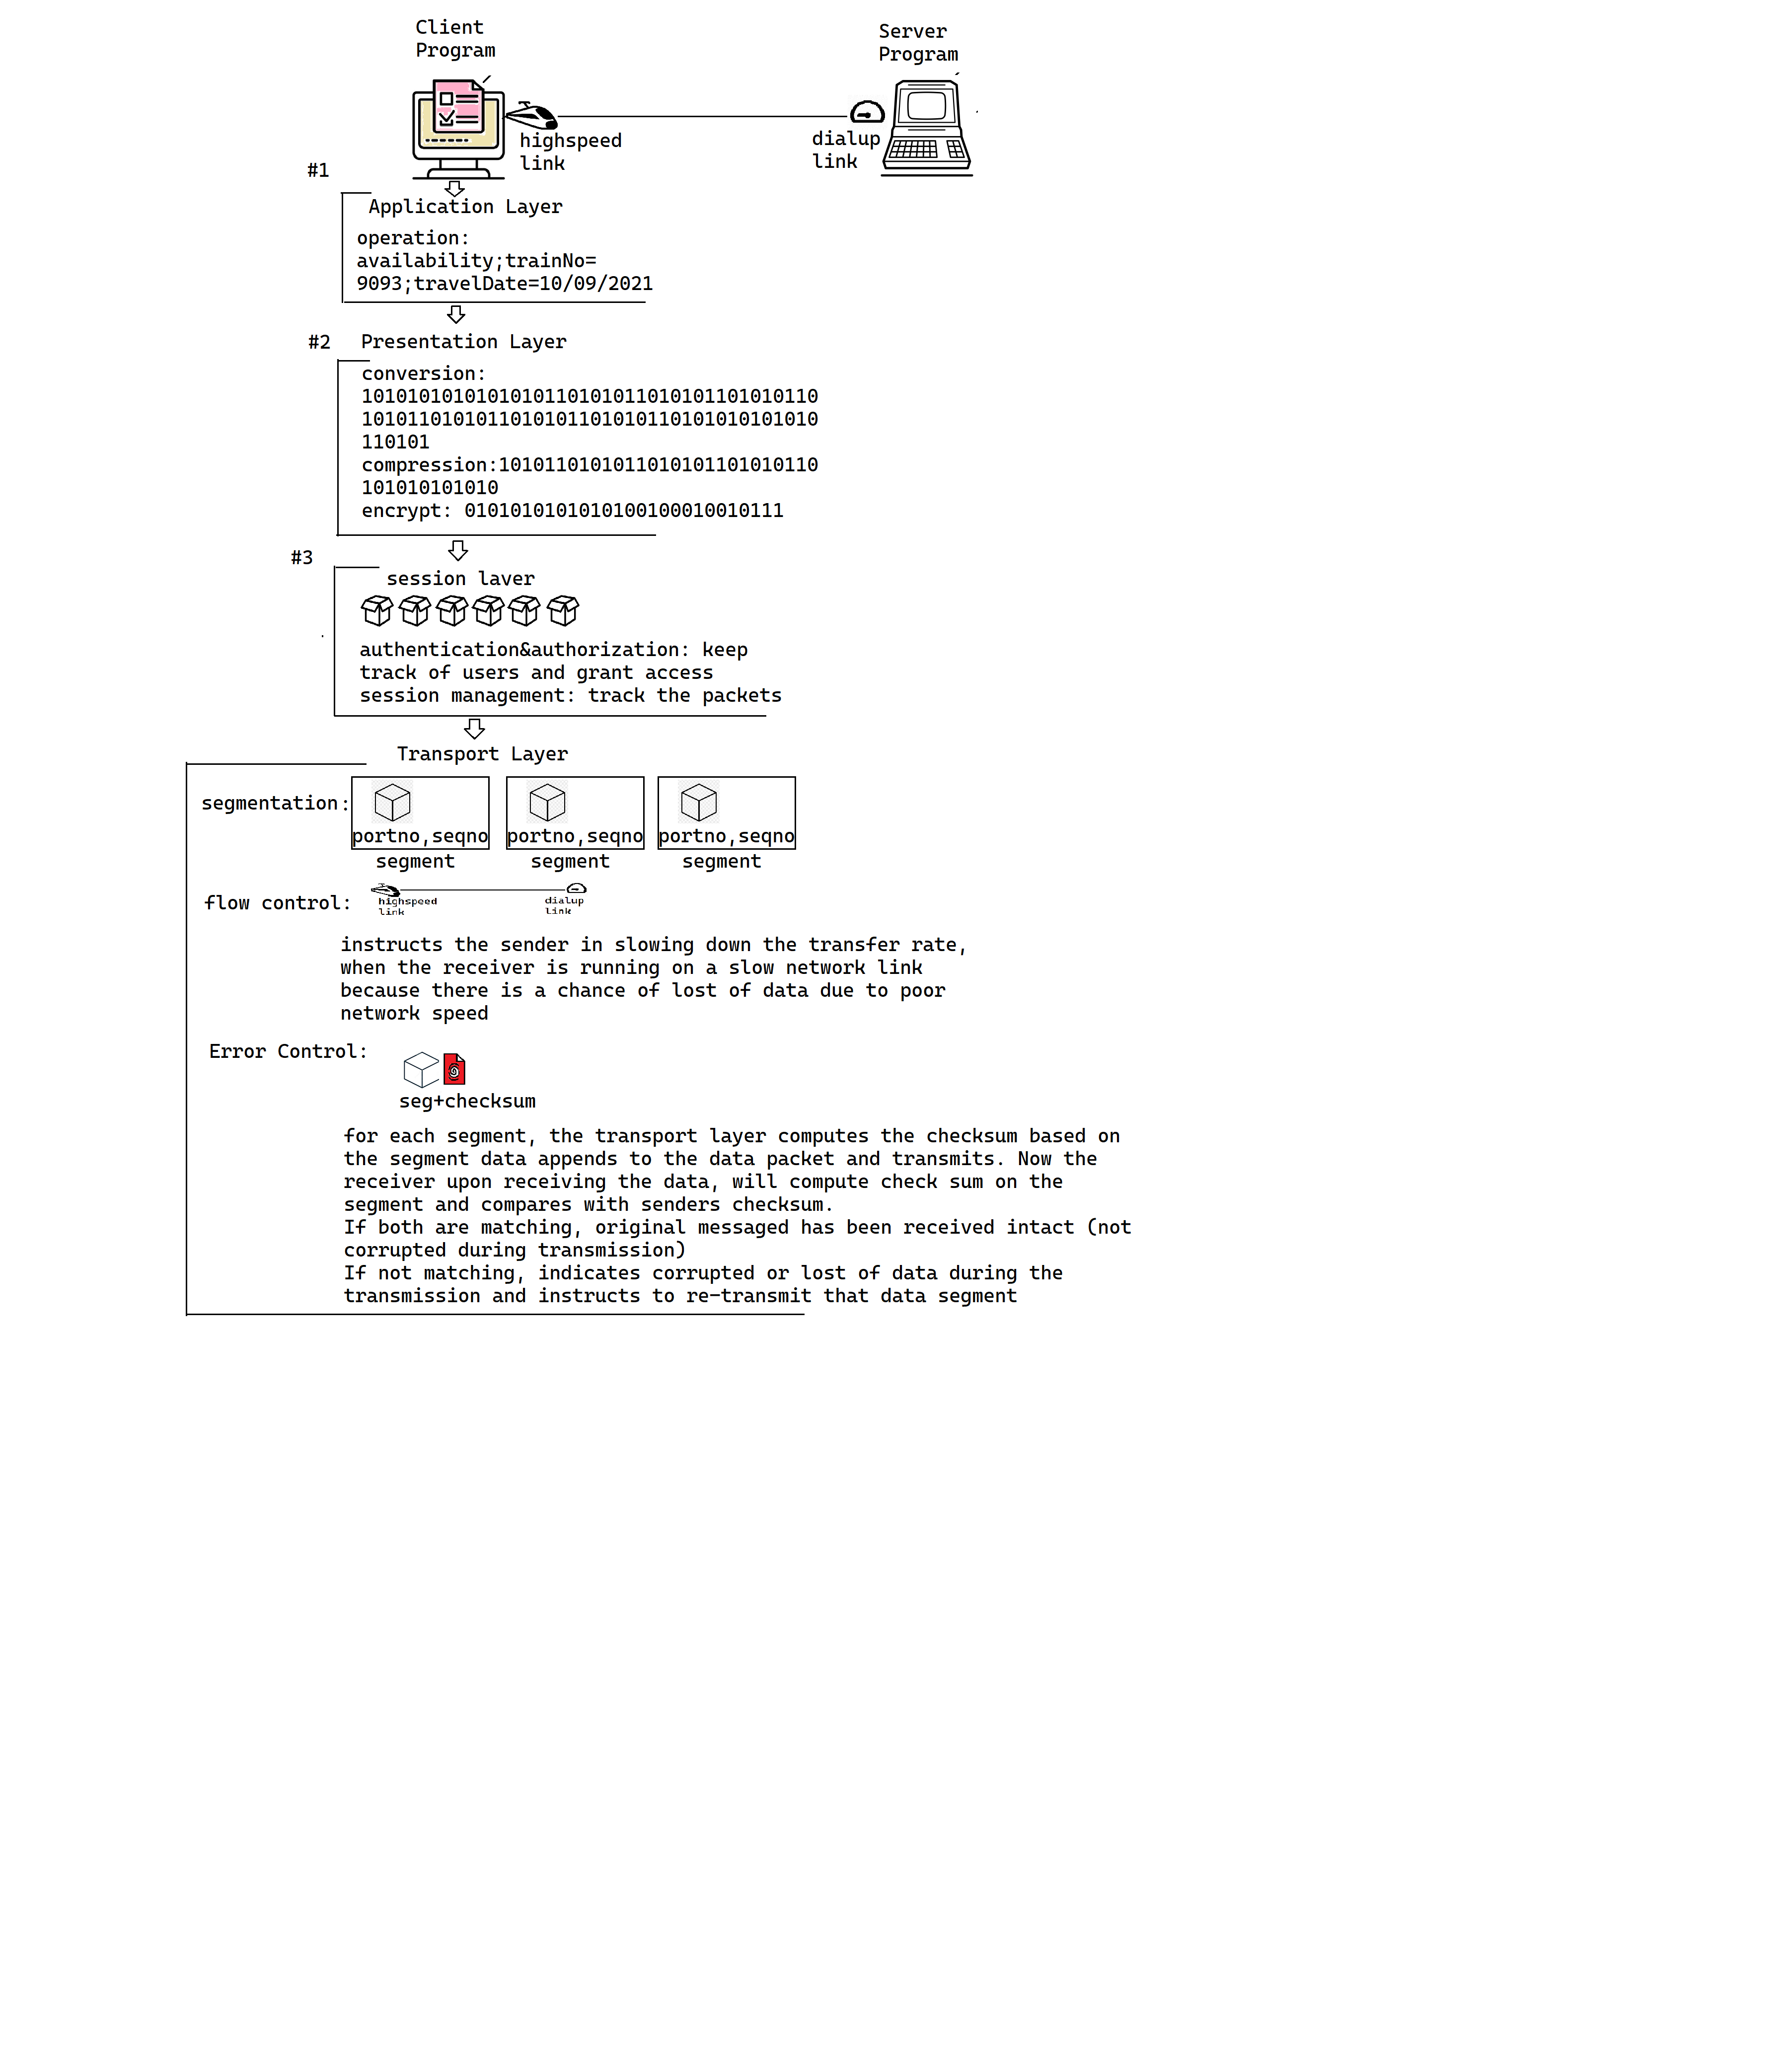 Client
Program
Server
Program
highspeed
link
dialup
link
#1
Application Layer
operation:
availability;trainNo=
9093;travelDate=10/09/2021
#2 Presentation Layer
conversion:
1010101010101010110101011010101101010110
1010110101011010101101010110101010101010
110101
compression:1010110101011010101101010110
101010101010
encrypt: 0101010101010100100010010111
#3
session laver
authentication&authorization: keep
track of users and grant access
session management: track the packets
Transport Layer
segmentation:
portno,seqno portno,seqno portno,seqno
segment segment segment
flow control:
highspeed
link
dialup
link
instructs the sender in slowing down the transfer rate,
when the receiver is running on a slow network link
because there is a chance of lost of data due to poor
network speed
Error Control:
seg+checksum
for each segment, the transport layer computes the checksum based on
the segment data appends to the data packet and transmits. Now the
receiver upon receiving the data, will compute check sum on the
segment and compares with senders checksum.
If both are matching, original messaged has been received intact (not
corrupted during transmission)
If not matching, indicates corrupted or lost of data during the
transmission and instructs to re-transmit that data segment